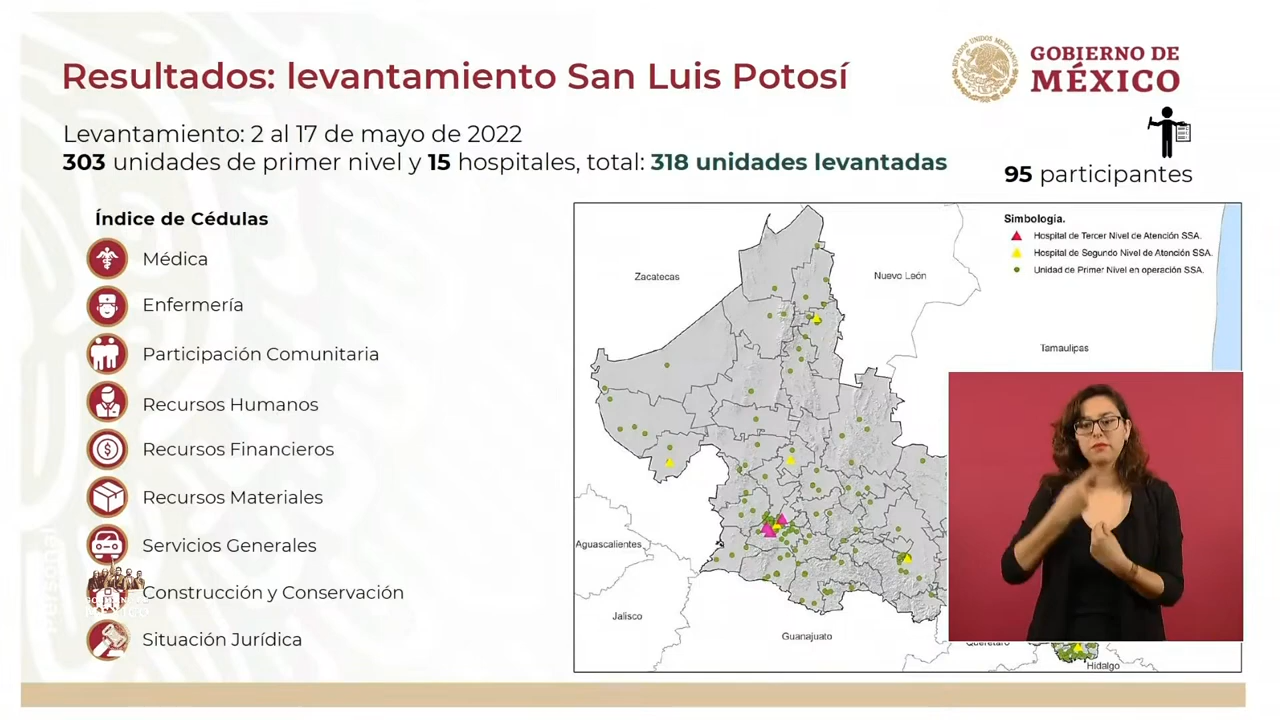 Resultados: levantamiento San Luis Potosí
GOBIERNO DE
MÉXICO
Levantamiento: 2 al 17 de mayo de 2022
303 unidades de primer nivel y 15 hospitales, total: 318 unidades levantadas
95 participantes
Índice de Cédulas
Médica
Enfermería
Participación Comunitaria
Recursos Humanos
Recursos Financieros
Recursos Materiales
Servicios Generales
Construcción y Conservación
Situación Jurídica
Personal
Simbología.
Hospital de Tercer Nivel de Atención SSA.
Hospital de Segundo Nivel de Atención SSA.
Unidad de Primer Nivel en operación SSA.
Zacatecas
Nuevo León
Tamaulipas
Aguascalientes
Jalisco
Guanajuato
Querétaro
Hidalgo